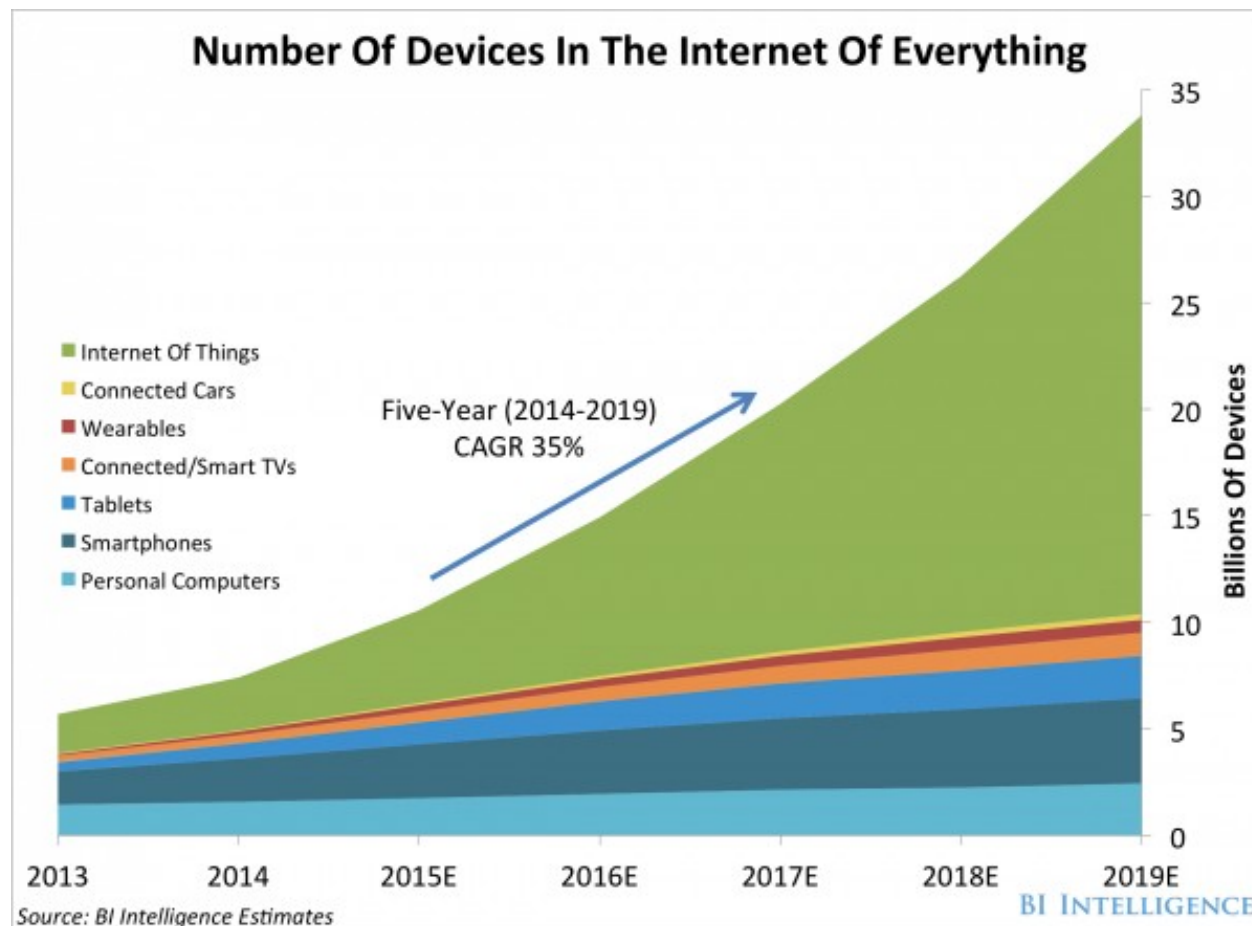 Number Of Devices In The Internet Of Everything
35
30
25
20
15
10
5
0
Billions Of Devices
Internet Of Things
Connected Cars
Wearables
Connected/Smart TVs
Tablets
Smartphones
Personal Computers
Five-Year (2014-2019)
CAGR 35%
2013 2014 2015E 2016E 2017E 2018E 2019E
Source: BI Intelligence Estimates
BI INTELLIGENCE